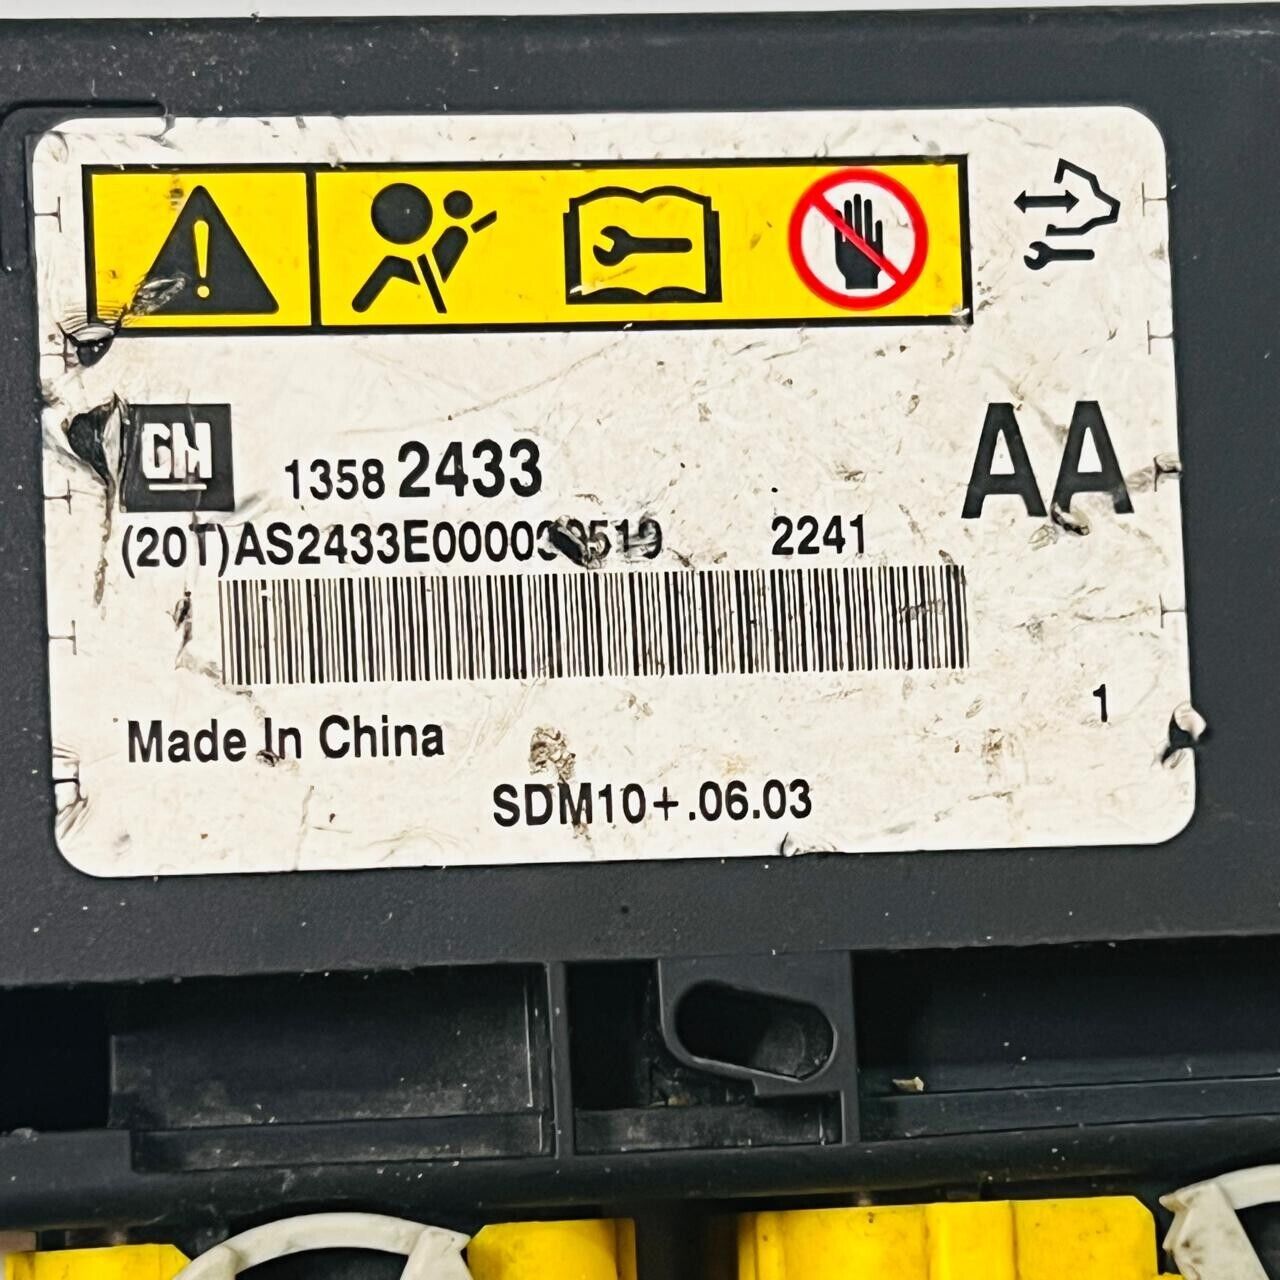 GM
1358 2433
AA
2241
Made In China
1
SDM10+.06.03